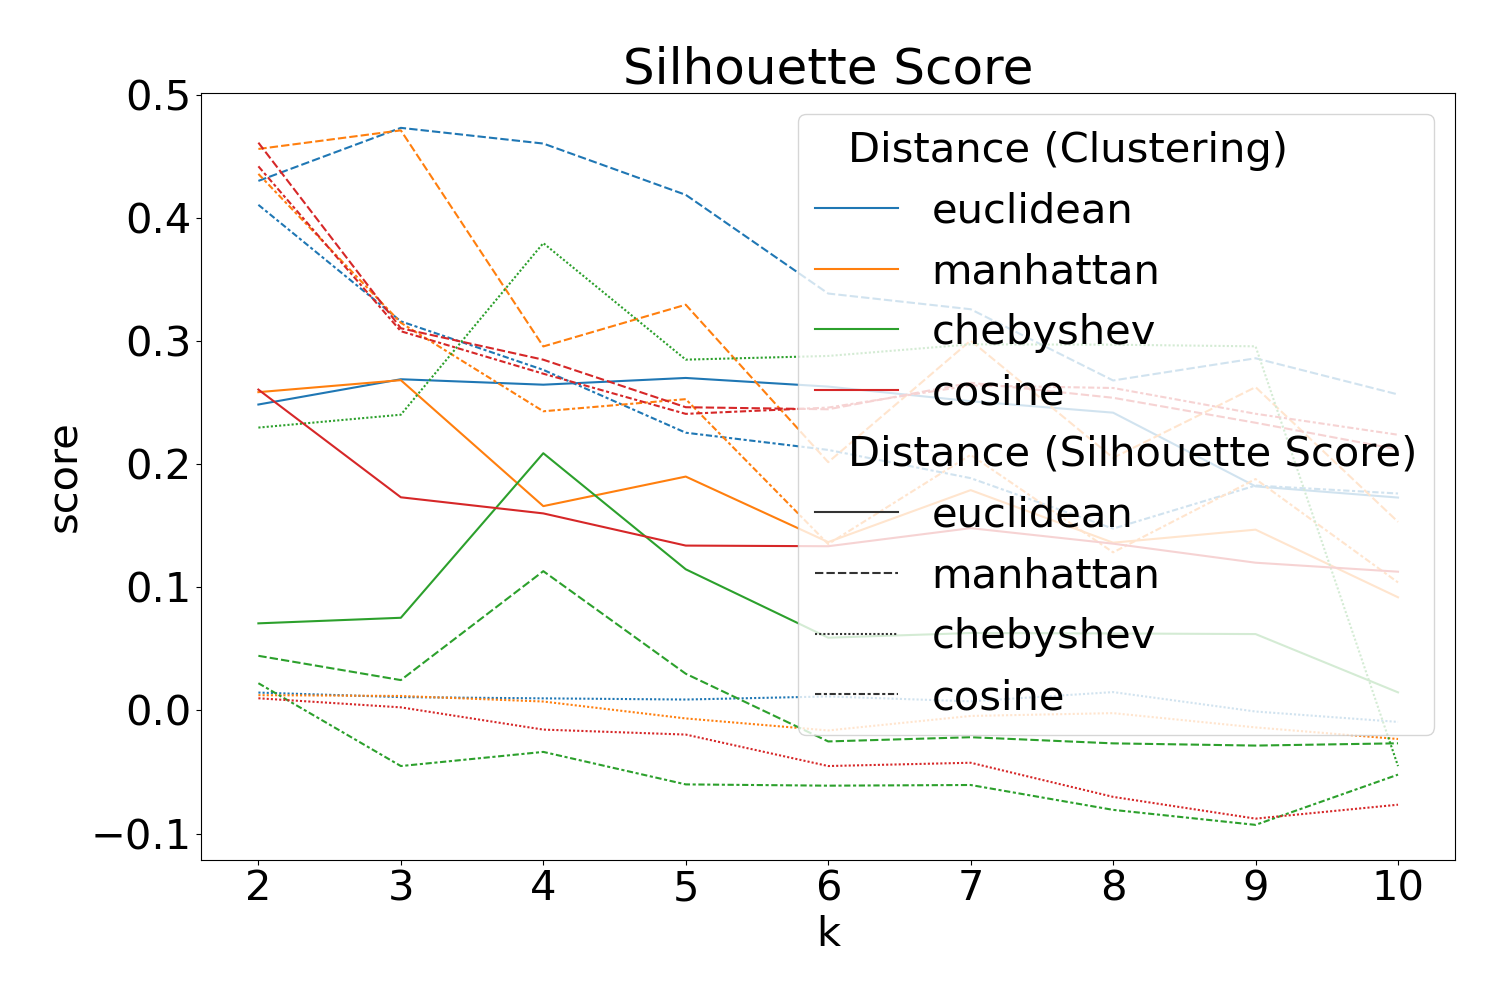 Silhouette Score
0.5
0.4
0.3
0.2
0.1
0.0
−0.1
score
Distance (Clustering)
euclidean
manhattan
chebyshev
cosine
Distance (Silhouette Score)
euclidean
manhattan
chebyshev
cosine
2 3 4 5 6 7 8 9 10
k